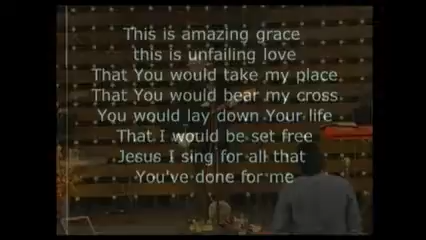 This is amazing grace
this is unfailing love
That You would take my place
That You would bear my cross
You would lay down Your life
That I would be set free
Jesus I sing for all that
You've done for me